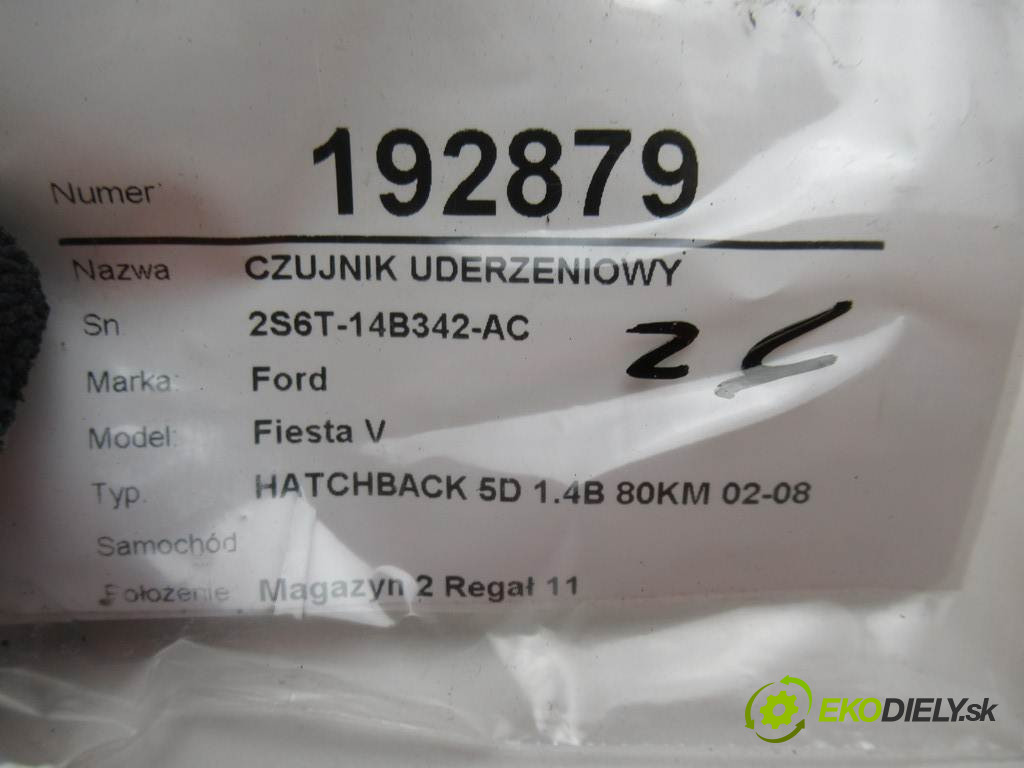 Numer: 192879
Nazwa CZUJNIK UDERZENIOWY
Sn 2S6T-14B342-AC
Marka: Ford
Model: Fiesta V
Typ. HATCHBACK 5D 1.4B 80KM 02-08
Samochód
Położenie: Magazyn 2 Regał 11
EKODIELY.sk